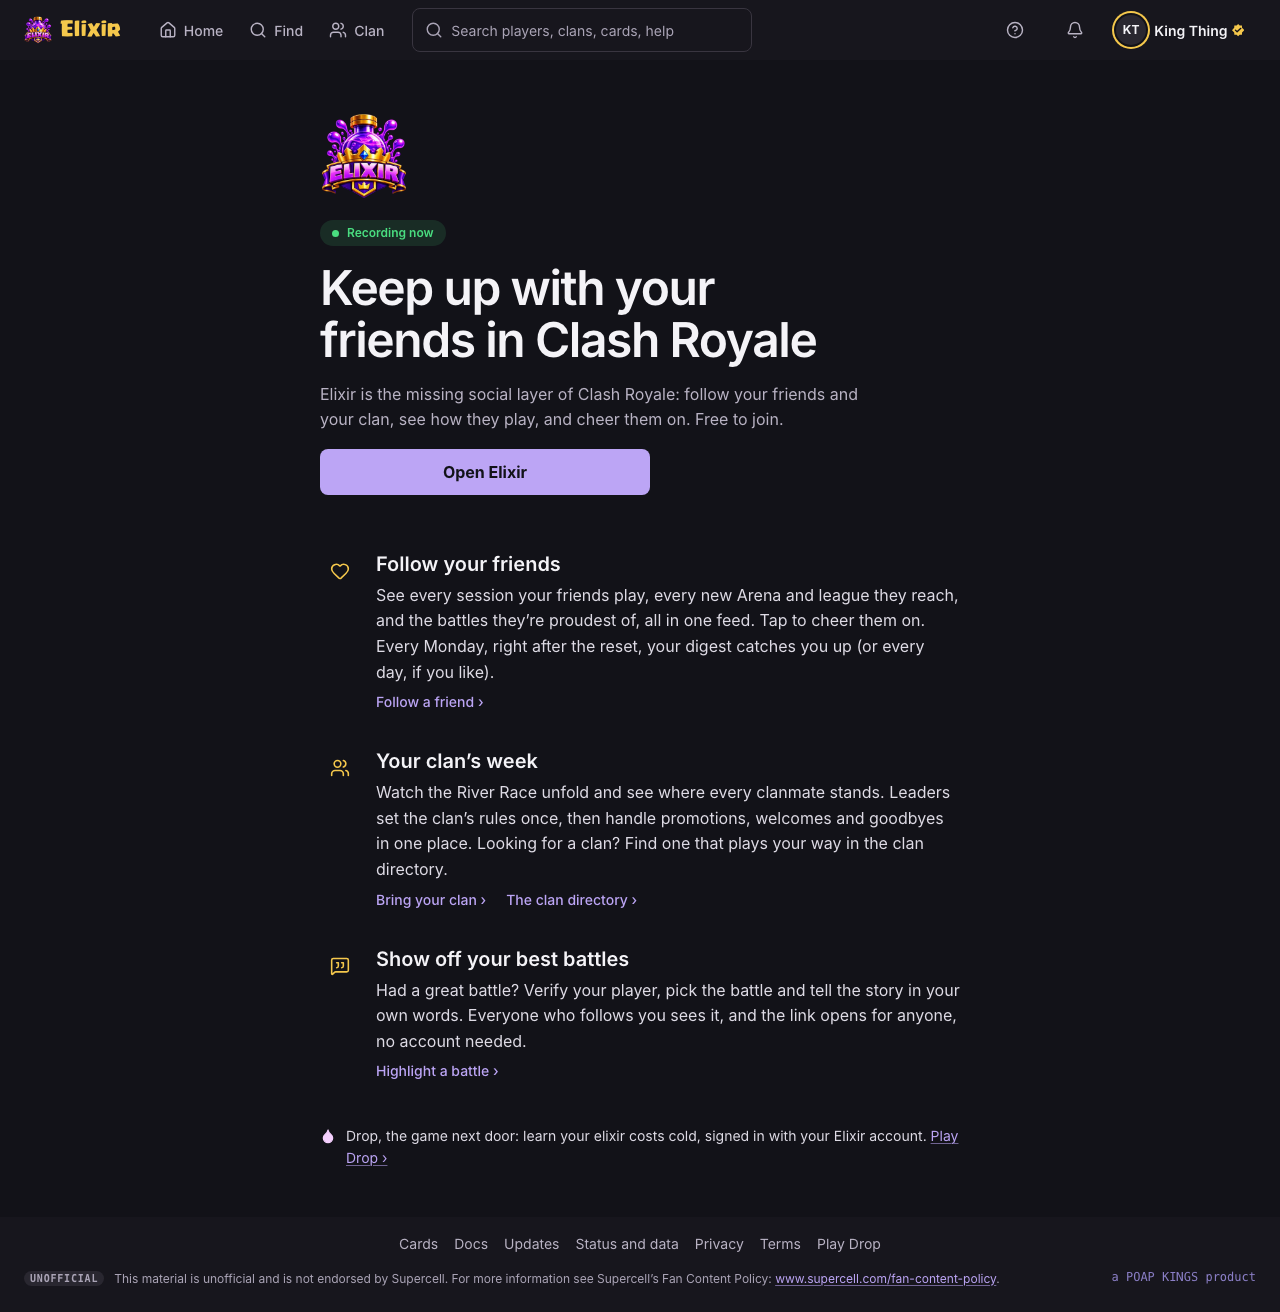 Elixir
Home
Find
Clan
Search players, clans, cards, help
KT
King Thing
ELIXIR
Recording now
Keep up with your
friends in Clash Royale
Elixir is the missing social layer of Clash Royale: follow your friends and
your clan, see how they play, and cheer them on. Free to join.
Open Elixir
Follow your friends
See every session your friends play, every new Arena and league they reach,
and the battles they’re proudest of, all in one feed. Tap to cheer them on.
Every Monday, right after the reset, your digest catches you up (or every
day, if you like).
Follow a friend ›
Your clan’s week
Watch the River Race unfold and see where every clanmate stands. Leaders
set the clan’s rules once, then handle promotions, welcomes and goodbyes
in one place. Looking for a clan? Find one that plays your way in the clan
directory.
Bring your clan ›
The clan directory ›
Show off your best battles
Had a great battle? Verify your player, pick the battle and tell the story in your
own words. Everyone who follows you sees it, and the link opens for anyone,
no account needed.
Highlight a battle ›
Drop, the game next door: learn your elixir costs cold, signed in with your Elixir account. Play
Drop ›
Cards
Docs
Updates
Status and data
Privacy
Terms
Play Drop
UNOFFICIAL
This material is unofficial and is not endorsed by Supercell. For more information see Supercell’s Fan Content Policy: www.supercell.com/fan-content-policy.
a POAP KINGS product